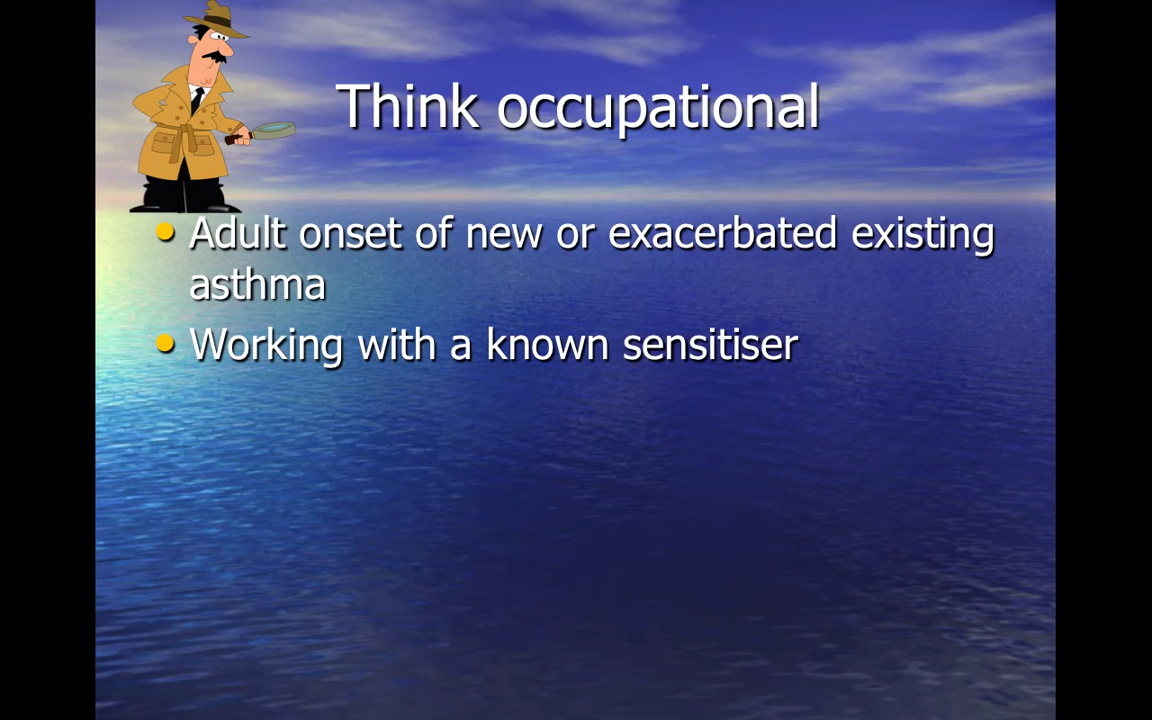 Think occupational
Adult onset of new or exacerbated existing
asthma
Working with a known sensitiser